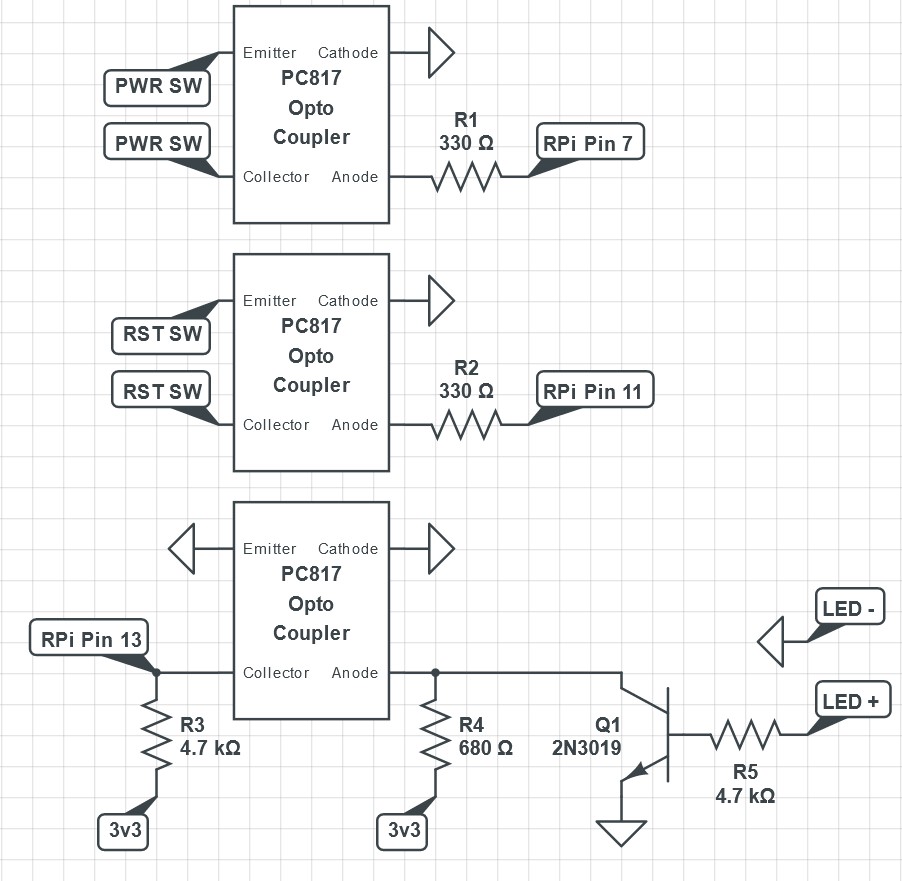 Emitter Cathode
PWR SW
PC817
Opto
Coupler
PWR SW
Collector Anode
R1
330 Ω
RPi Pin 7
Emitter Cathode
RST SW
PC817
Opto
Coupler
RST SW
Collector Anode
R2
330 Ω
RPi Pin 11
Emitter Cathode
PC817
Opto
Coupler
RPi Pin 13
Collector Anode
LED -
LED +
R3
4.7 kΩ
R4
680 Ω
Q1
2N3019
R5
4.7 kΩ
3v3
3v3